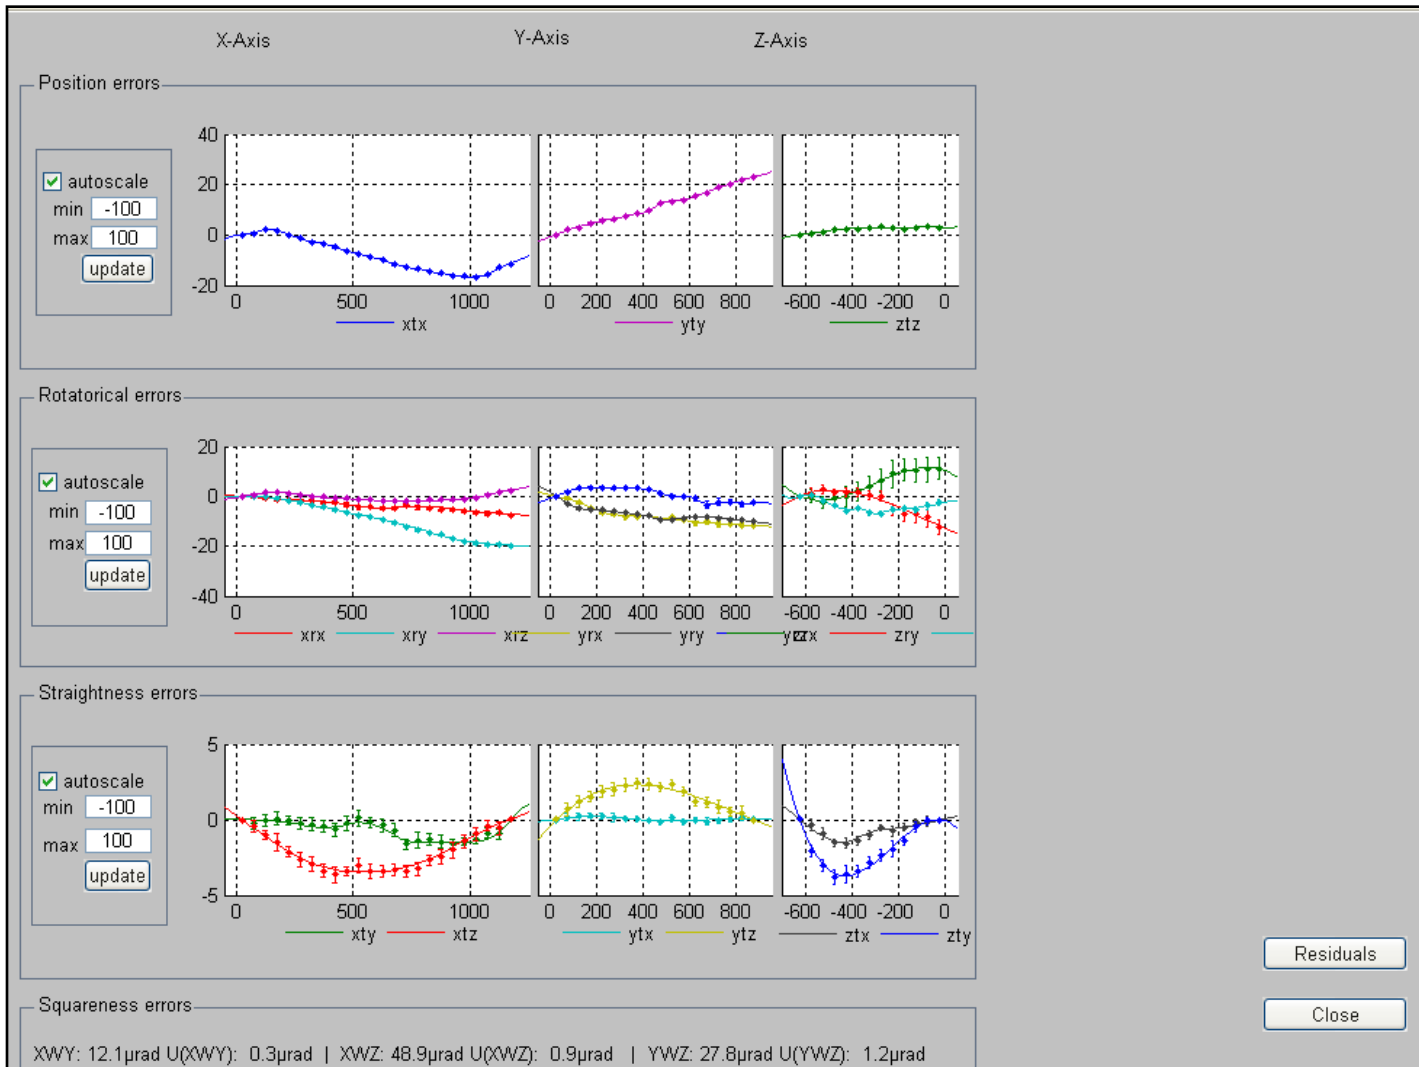 X-Axis Y-Axis Z-Axis
Position errors
autoscale
min -100
max 100
update
40
20
0
-20
0 500 1000
xtx
0 200 400 600 800
yty
-600 -400 -200 0
ztz
Rotatorical errors
autoscale
min -100
max 100
update
20
0
-20
-40
0 500 1000
xrx xry xrz
0 200 400 600 800
yrx yry
-600 -400 -200 0
zry
Straightness errors
autoscale
min -100
max 100
update
5
0
-5
0 500 1000
xty xtz
0 200 400 600 800
ytx ytz
-600 -400 -200 0
ztx zty
Residuals
Close
Squareness errors
XWY: 12.1µrad U(XWY): 0.3µrad | XWZ: 48.9µrad U(XWZ): 0.9µrad | YWZ: 27.8µrad U(YWZ): 1.2µrad